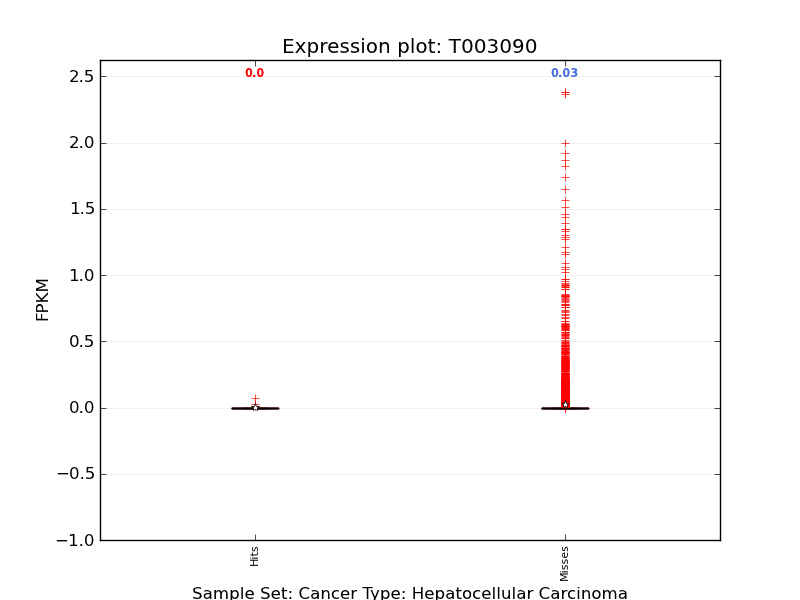 Expression plot: T003090
0.0
0.03
2.5
2.0
1.5
1.0
0.5
0.0
−0.5
−1.0
FPKM
Hits
Misses
Sample Set: Cancer Type: Hepatocellular Carcinoma